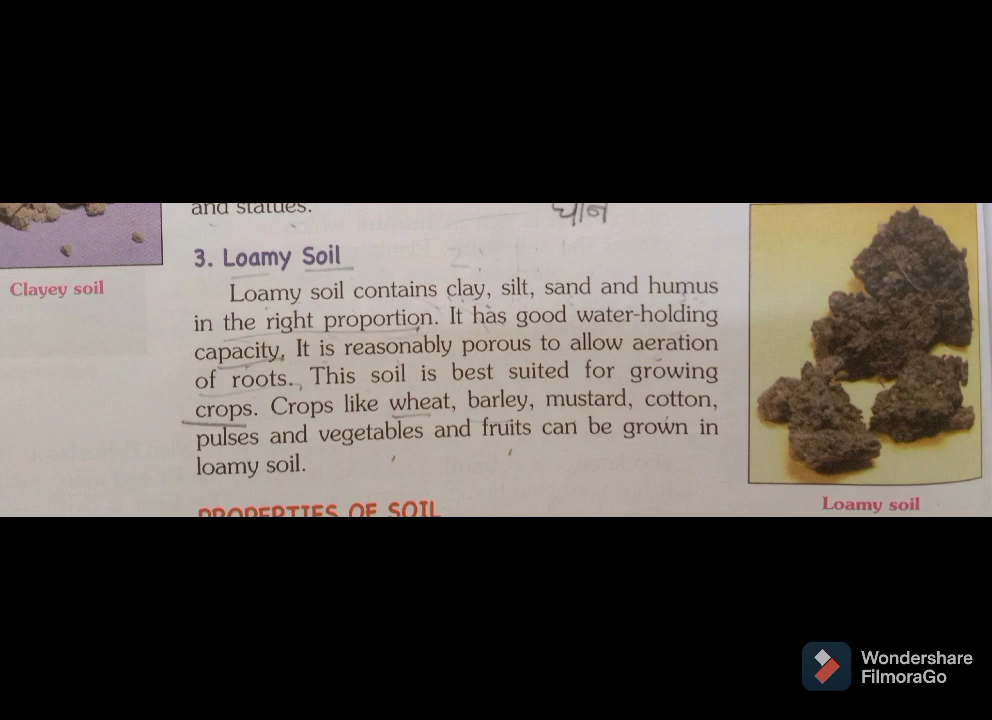 and statues.
धान
3. Loamy Soil
Loamy soil contains clay, silt, sand and humus
in the right proportion. It has good water-holding
capacity. It is reasonably porous to allow aeration
of roots. This soil is best suited for growing
crops. Crops like wheat, barley, mustard, cotton,
pulses and vegetables and fruits can be grown in
loamy soil.
PROPERTIES OF SOIL
Clayey soil
Loamy soil
Wondershare
FilmoraGo